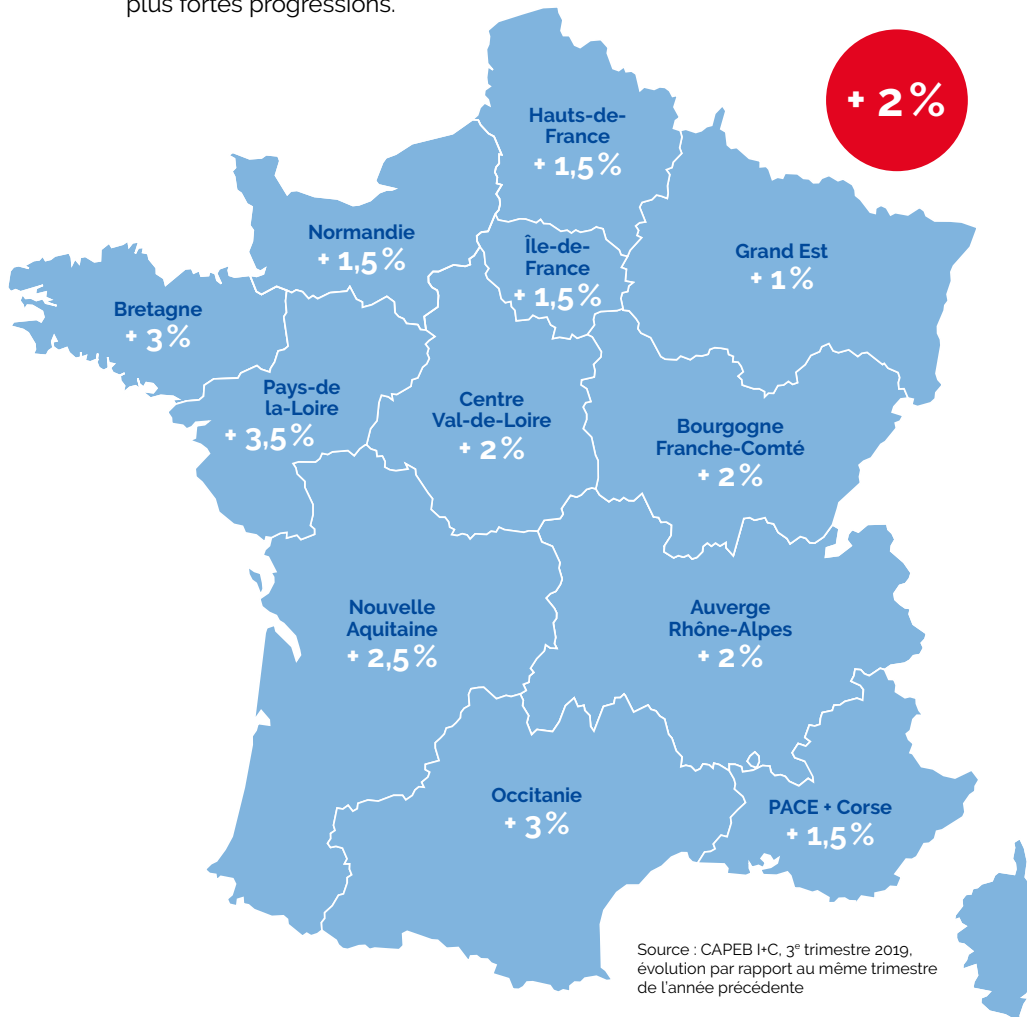 plus fortes progressions.
+ 2 %
Hauts-de-
France
+ 1,5 %
Normandie
+ 1,5 %
Île-de-
France
+ 1,5 %
Grand Est
+ 1 %
Bretagne
+ 3 %
Pays-de
la-Loire
+ 3,5 %
Centre
Val-de-Loire
+ 2 %
Bourgogne
Franche-Comté
+ 2 %
Nouvelle
Aquitaine
+ 2,5 %
Auverge
Rhône-Alpes
+ 2 %
Occitanie
+ 3 %
PACE + Corse
+ 1,5 %
Source : CAPEB I+C, 3e trimestre 2019,
évolution par rapport au même trimestre
de l'année précédente